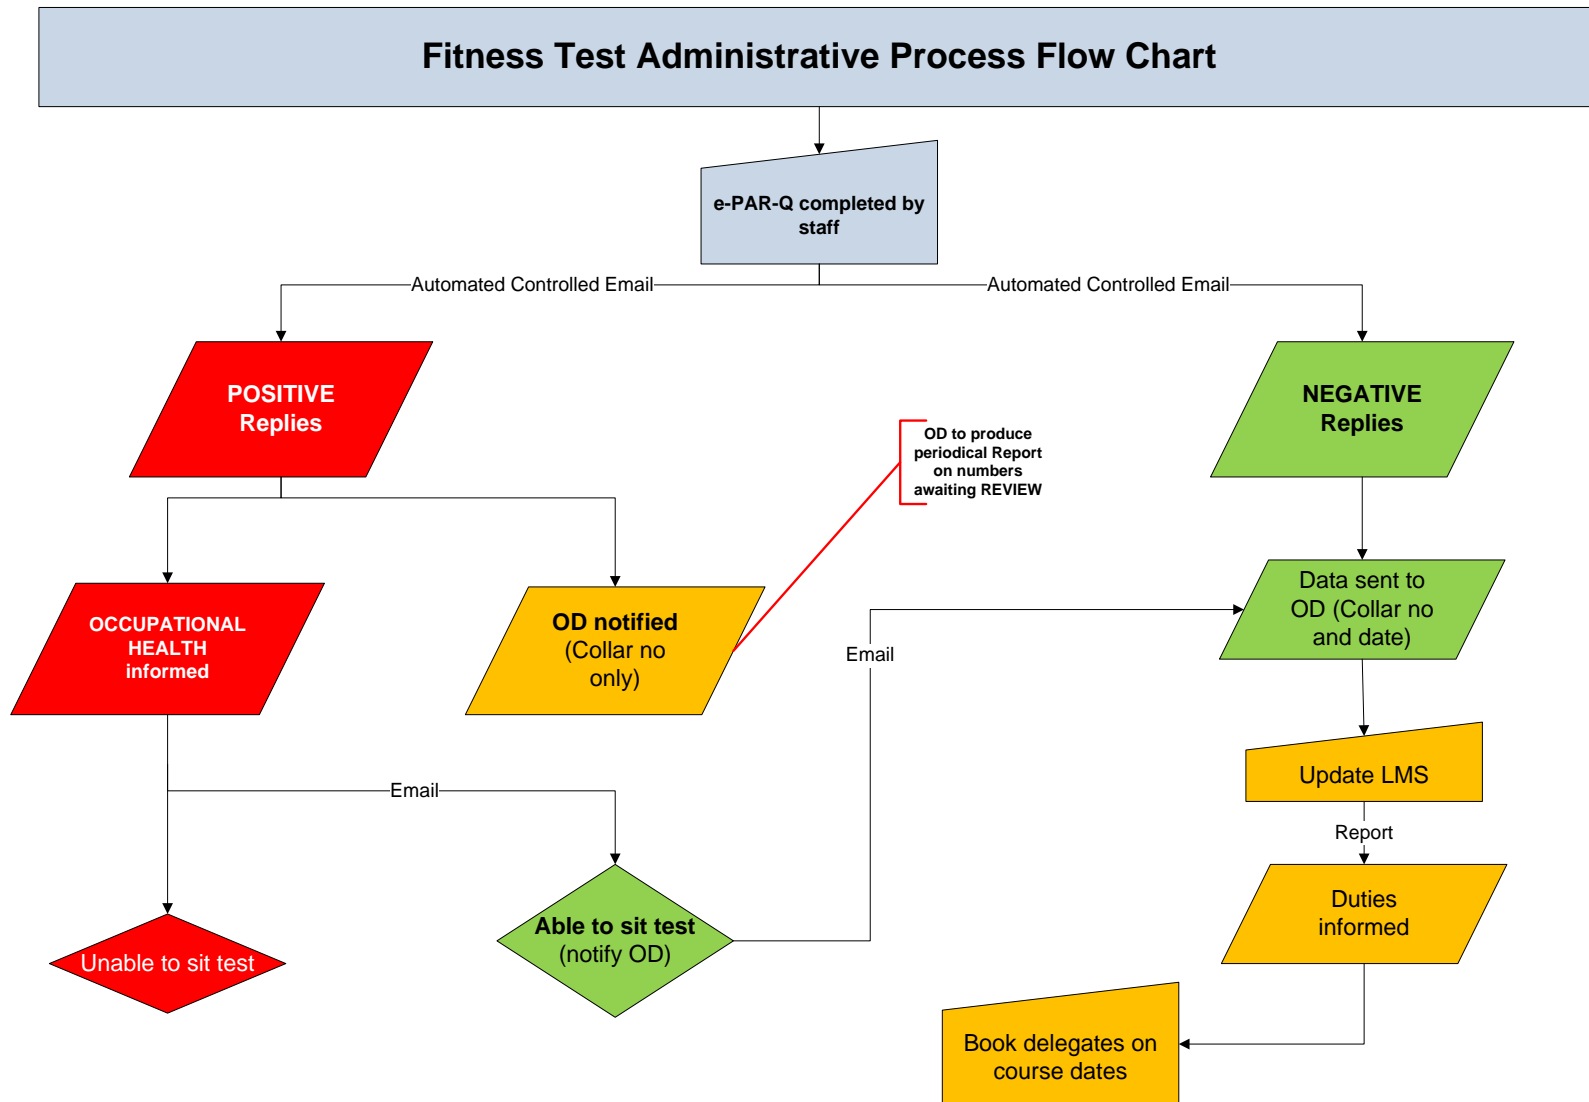 Fitness Test Administrative Process Flow Chart
e-PAR-Q completed by
staff
Automated Controlled Email
Automated Controlled Email
POSITIVE
Replies
NEGATIVE
Replies
OD to produce
periodical Report
on numbers
awaiting REVIEW
OCCUPATIONAL
HEALTH
informed
OD notified
(Collar no
only)
Data sent to
OD (Collar no
and date)
Email
Update LMS
Email
Report
Able to sit test
(notify OD)
Duties
informed
Unable to sit test
Book delegates on
course dates